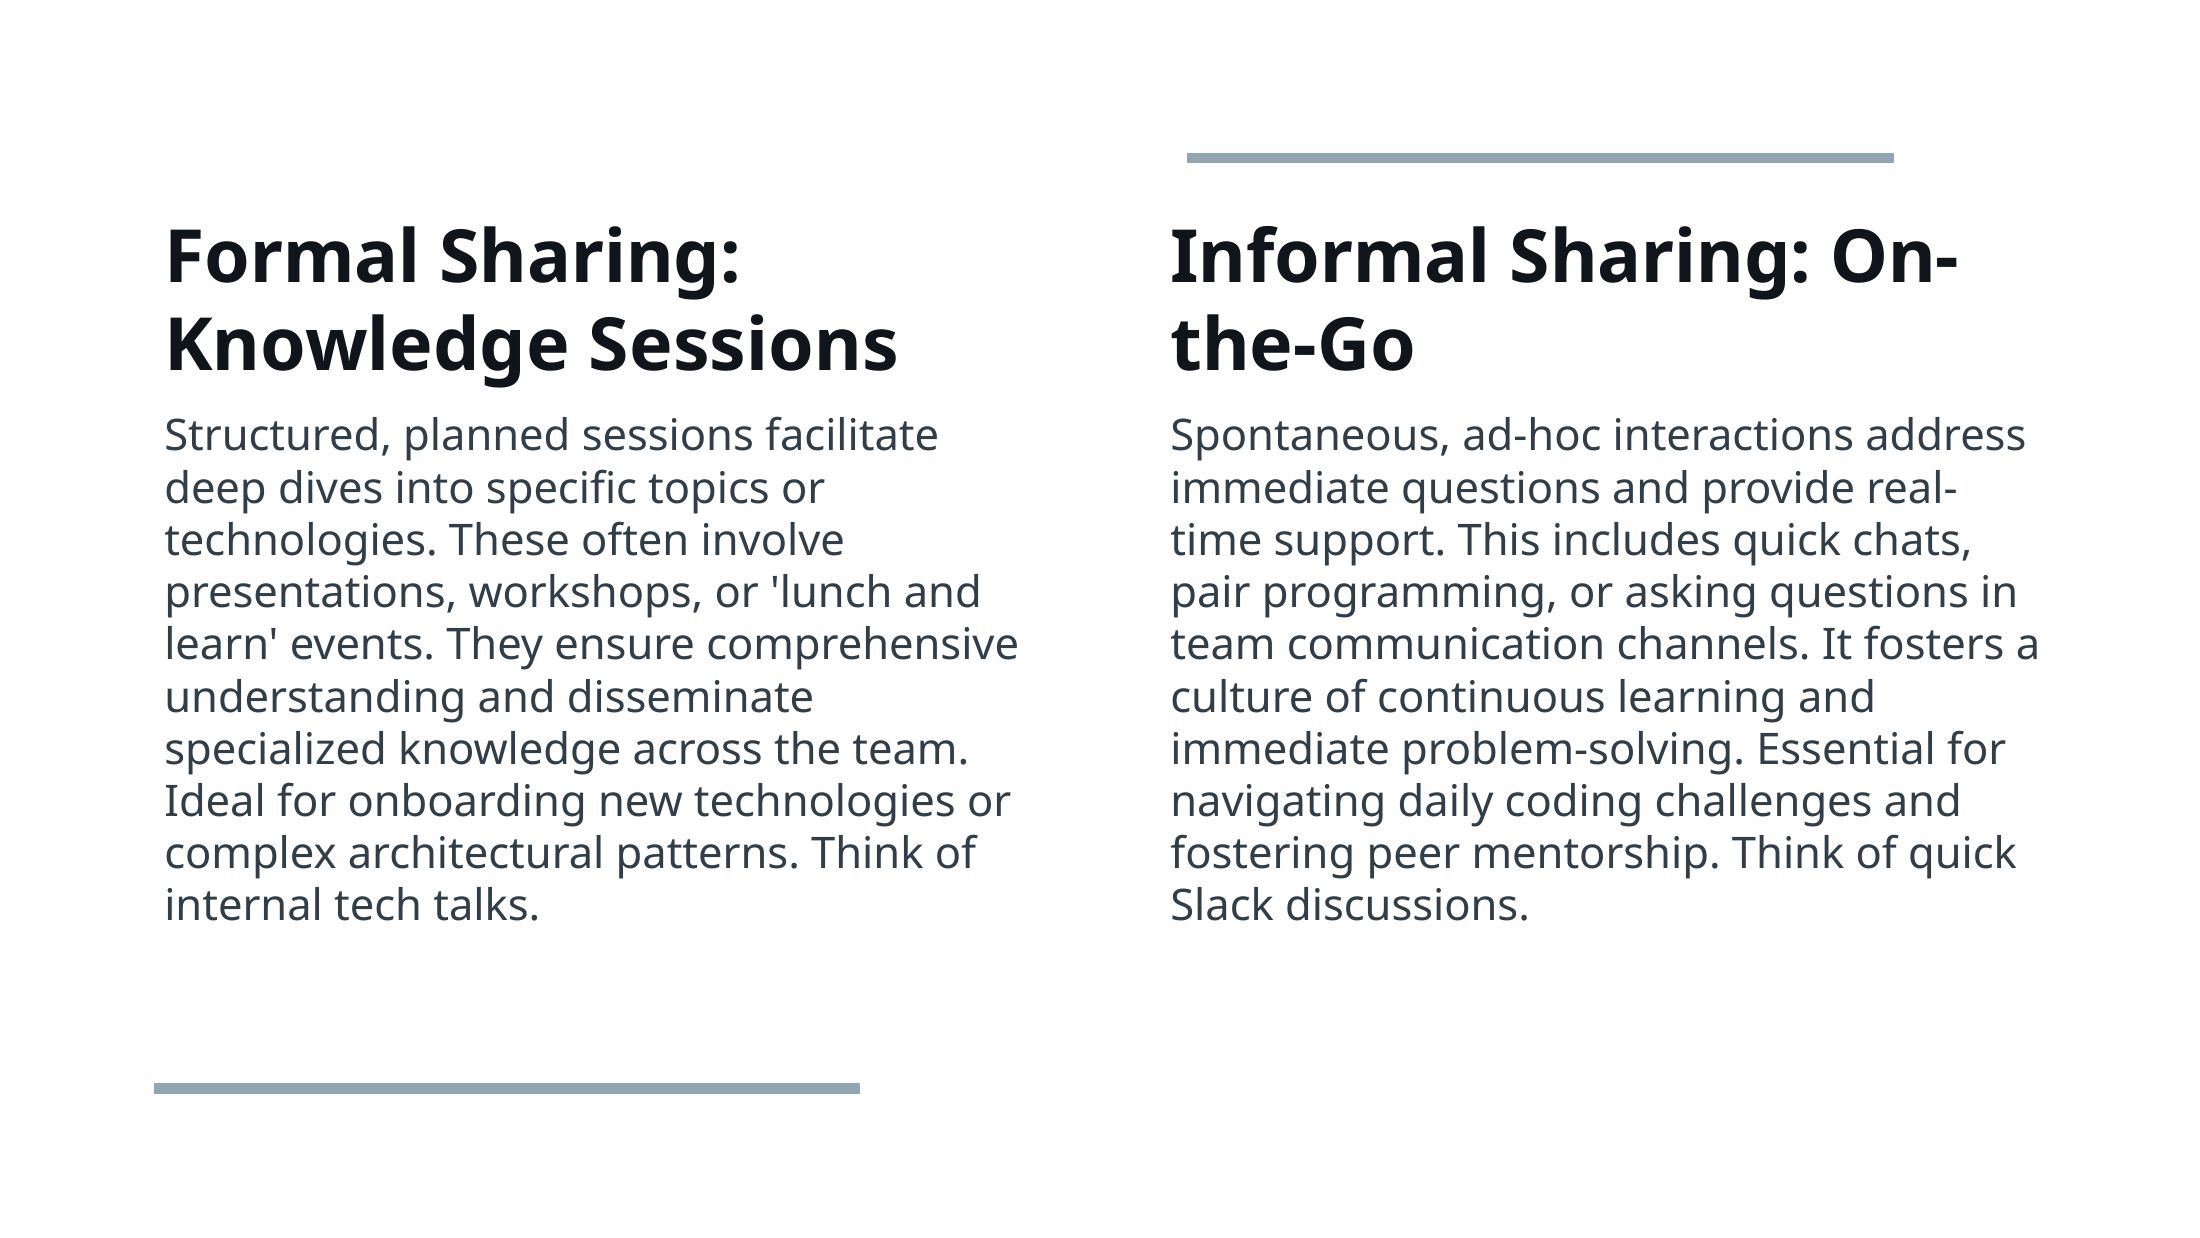 Formal Sharing:
Knowledge Sessions
Structured, planned sessions facilitate
deep dives into specific topics or
technologies. These often involve
presentations, workshops, or 'lunch and
learn' events. They ensure comprehensive
understanding and disseminate
specialized knowledge across the team.
Ideal for onboarding new technologies or
complex architectural patterns. Think of
internal tech talks.
Informal Sharing: On-
the-Go
Spontaneous, ad-hoc interactions address
immediate questions and provide real-
time support. This includes quick chats,
pair programming, or asking questions in
team communication channels. It fosters a
culture of continuous learning and
immediate problem-solving. Essential for
navigating daily coding challenges and
fostering peer mentorship. Think of quick
Slack discussions.